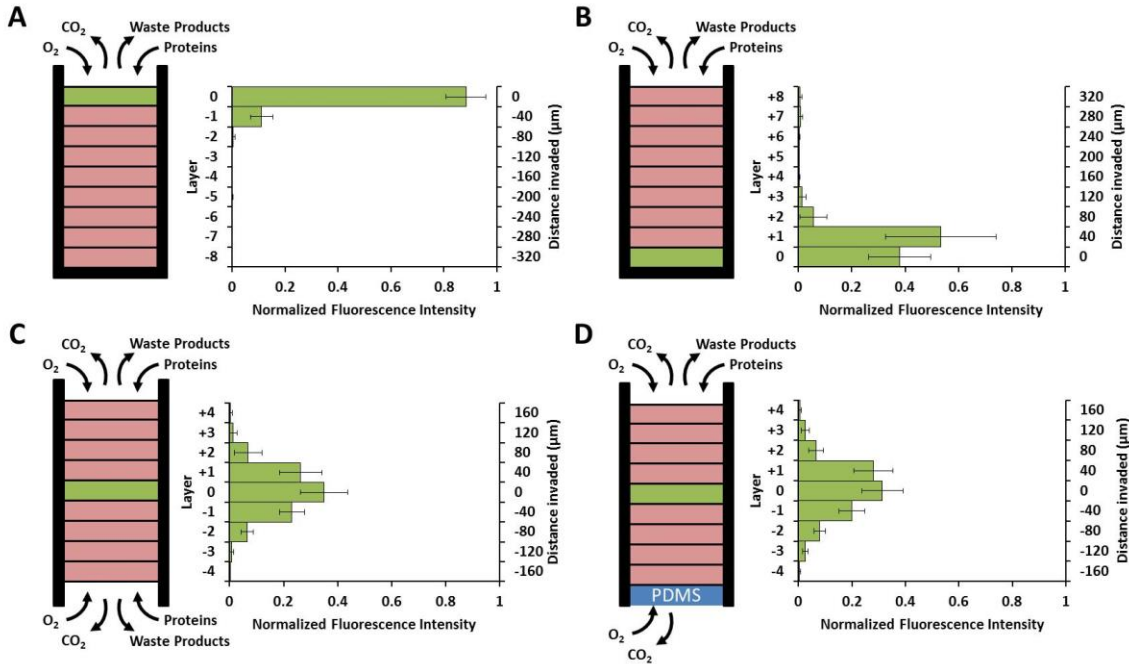 A
CO2 Waste Products
O2 Proteins
Layer
0
-1
-2
-3
-4
-5
-6
-7
-8
0
-40
-80
-120
-160
-200
-240
-280
-320
Distance invaded (µm)
0 0.2 0.4 0.6 0.8 1
Normalized Fluorescence Intensity
B
CO2 Waste Products
O2 Proteins
Layer
+8
+7
+6
+5
+4
+3
+2
+1
0
320
280
240
200
160
120
80
40
0
Distance invaded (µm)
0 0.2 0.4 0.6 0.8 1
Normalized Fluorescence Intensity
C
CO2 Waste Products
O2 Proteins
Layer
+4
+3
+2
+1
0
-1
-2
-3
-4
160
120
80
40
0
-40
-80
-120
-160
Distance invaded (µm)
0 0.2 0.4 0.6 0.8 1
Normalized Fluorescence Intensity
O2 Proteins
CO2 Waste Products
D
CO2 Waste Products
O2 Proteins
Layer
+4
+3
+2
+1
0
-1
-2
-3
-4
160
120
80
40
0
-40
-80
-120
-160
Distance invaded (µm)
0 0.2 0.4 0.6 0.8 1
Normalized Fluorescence Intensity
PDMS
O2
CO2